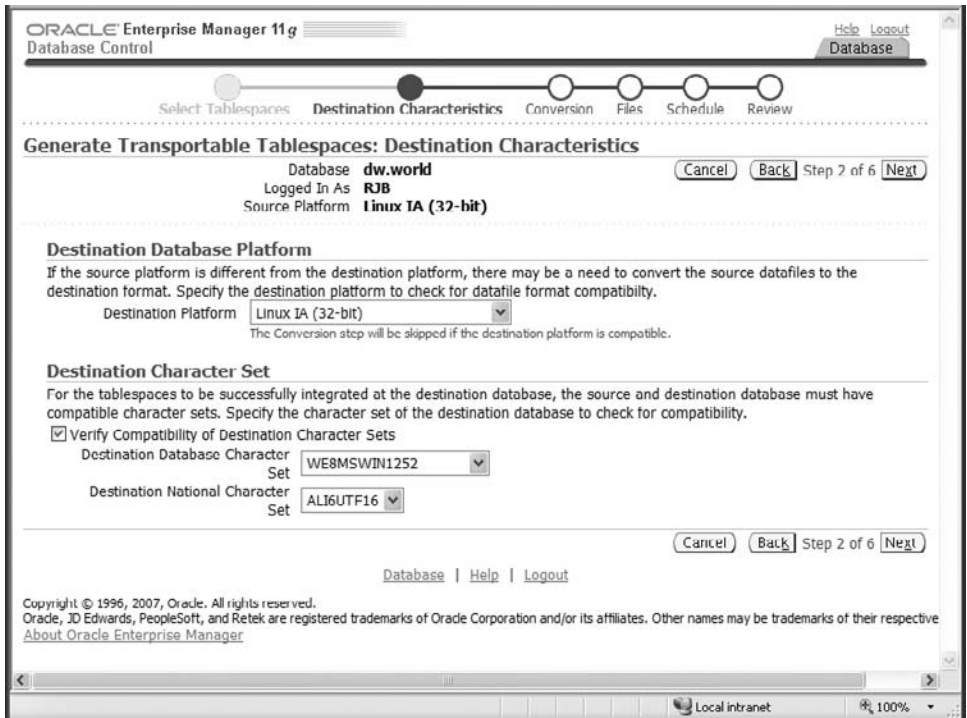 ORACLE Enterprise Manager 11g
Database Control
Help Logout
Database
Select Tablespaces Destination Characteristics Conversion Files Schedule Review
Generate Transportable Tablespaces: Destination Characteristics
Database dw.world
Logged In As RJB
Source Platform Linux IA (32-bit)
Cancel Back Step 2 of 6 Next
Destination Database Platform
If the source platform is different from the destination platform, there may be a need to convert the source datafiles to the
destination format. Specify the destination platform to check for datafile format compatibilty.
Destination Platform Linux IA (32-bit)
The Conversion step will be skipped if the destination platform is compatible.
Destination Character Set
For the tablespaces to be successfully integrated at the destination database, the source and destination database must have
compatible character sets. Specify the character set of the destination database to check for compatibility.
Verify Compatibility of Destination Character Sets
Destination Database Character
Set WE8MSWIN1252
Destination National Character
Set AL16UTF16
Cancel Back Step 2 of 6 Next
Database | Help | Logout
Copyright © 1996, 2007, Oracle. All rights reserved.
Oracle, JD Edwards, PeopleSoft, and Retek are registered trademarks of Oracle Corporation and/or its affiliates. Other names may be trademarks of their respective
About Oracle Enterprise Manager
Local intranet 100%